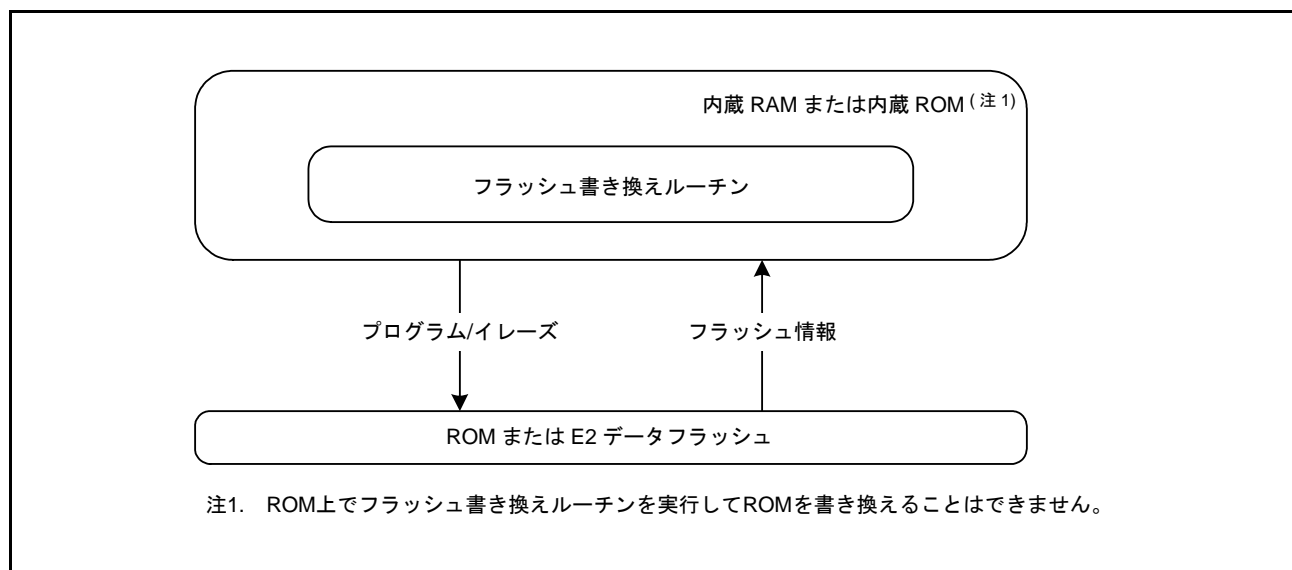 内蔵 RAM または内蔵 ROM (注 1)
フラッシュ書き換えルーチン
プログラム/イレーズ
フラッシュ情報
ROM または E2 データフラッシュ
注1. ROM上でフラッシュ書き換えルーチンを実行してROMを書き換えることはできません。